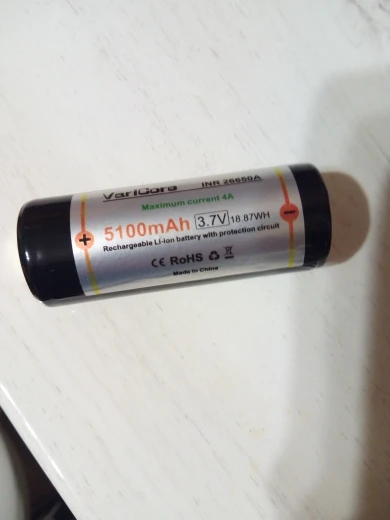 VariCore INR 26650A
Maximum current 4A
5100mAh 3.7V 18.87WH
Rechargeable Li-ion battery with protection circuit
CE RoHS
Made in China
+
−